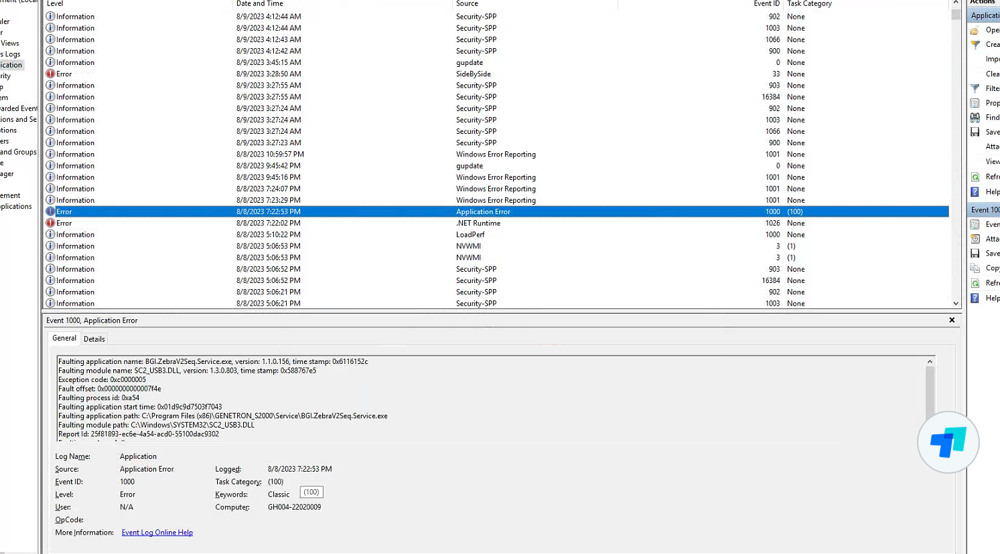 Level Date and Time Source Event ID Task Category
Information 8/9/2023 4:12:44 AM Security-SPP 902 None
Information 8/9/2023 4:12:44 AM Security-SPP 1003 None
Information 8/9/2023 4:12:43 AM Security-SPP 1066 None
Information 8/9/2023 4:12:42 AM Security-SPP 900 None
Information 8/9/2023 3:45:15 AM gupdate 0 None
Error 8/9/2023 3:28:50 AM SideBySide 33 None
Information 8/9/2023 3:27:55 AM Security-SPP 903 None
Information 8/9/2023 3:27:55 AM Security-SPP 16384 None
Information 8/9/2023 3:27:24 AM Security-SPP 902 None
Information 8/9/2023 3:27:24 AM Security-SPP 1003 None
Information 8/9/2023 3:27:24 AM Security-SPP 1066 None
Information 8/9/2023 3:27:23 AM Security-SPP 900 None
Information 8/8/2023 10:59:57 PM Windows Error Reporting 1001 None
Information 8/8/2023 9:45:42 PM gupdate 0 None
Information 8/8/2023 9:45:16 PM Windows Error Reporting 1001 None
Information 8/8/2023 7:24:07 PM Windows Error Reporting 1001 None
Information 8/8/2023 7:23:29 PM Windows Error Reporting 1001 None
Error 8/8/2023 7:22:53 PM Application Error 1000 (100)
Error 8/8/2023 7:22:02 PM .NET Runtime 1026 None
Information 8/8/2023 5:10:22 PM LoadPerf 1000 None
Information 8/8/2023 5:06:53 PM NVWMI 3 (1)
Information 8/8/2023 5:06:53 PM NVWMI 3 (1)
Information 8/8/2023 5:06:52 PM Security-SPP 903 None
Information 8/8/2023 5:06:52 PM Security-SPP 16384 None
Information 8/8/2023 5:06:21 PM Security-SPP 902 None
Information 8/8/2023 5:06:21 PM Security-SPP 1003 None
Event 1000, Application Error
General Details
Faulting application name: BGI.ZebraV2Seq.Service.exe, version: 1.1.0.156, time stamp: 0x6116152c
Faulting module name: SC2_USB3.DLL, version: 1.3.0.803, time stamp: 0x588767e5
Exception code: 0xc0000005
Fault offset: 0x0000000000007f4e
Faulting process id: 0xa54
Faulting application start time: 0x01d9c9d7503f7043
Faulting application path: C:\Program Files (x86)\GENETRON_S2000\Service\BGI.ZebraV2Seq.Service.exe
Faulting module path: C:\Windows\SYSTEM32\SC2_USB3.DLL
Report Id: 25f81893-ec6e-4a54-acd0-55100dac9302
Log Name: Application
Source: Application Error Logged: 8/8/2023 7:22:53 PM
Event ID: 1000 Task Category: (100)
Level: Error Keywords: Classic (100)
User: N/A Computer: GH004-22020009
OpCode:
More Information: Event Log Online Help
Views
s Logs
ication
rity
em
arded Event
ions and Se
tions
ers
and Groups
ager
ement
plications
Actions
Applicati
Oper
Crea
Impo
Clea
Filte
Prop
Find
Save
Atta
View
Refre
Help
Event 100
Even
Atta
Save
Copy
Refre
Help